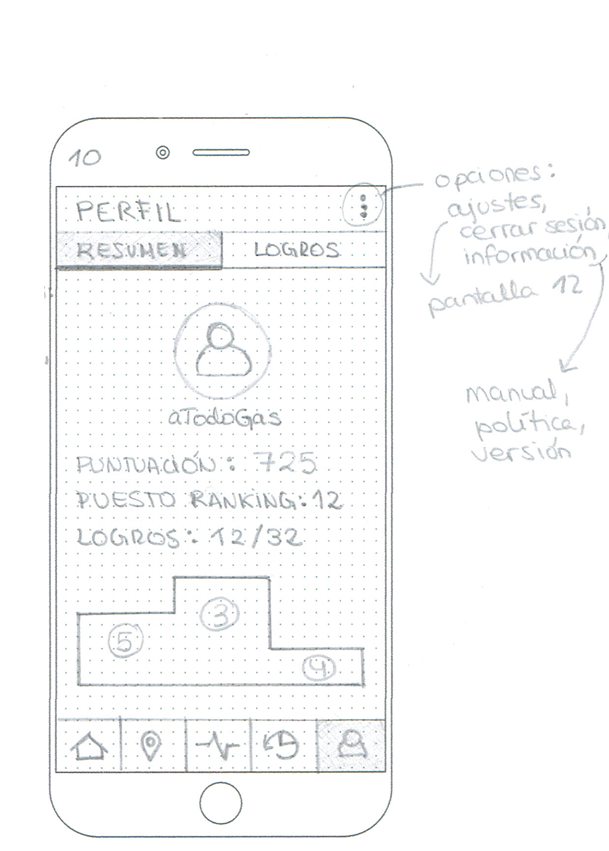 10
PERFIL
RESUMEN
LOGROS
aTodoGas
PUNTUACIÓN: 725
PUESTO RANKING: 12
LOGROS: 12/32
5
3
4
opciones:
ajustes,
cerrar sesión,
información,
pantalla 12
manual,
política,
versión